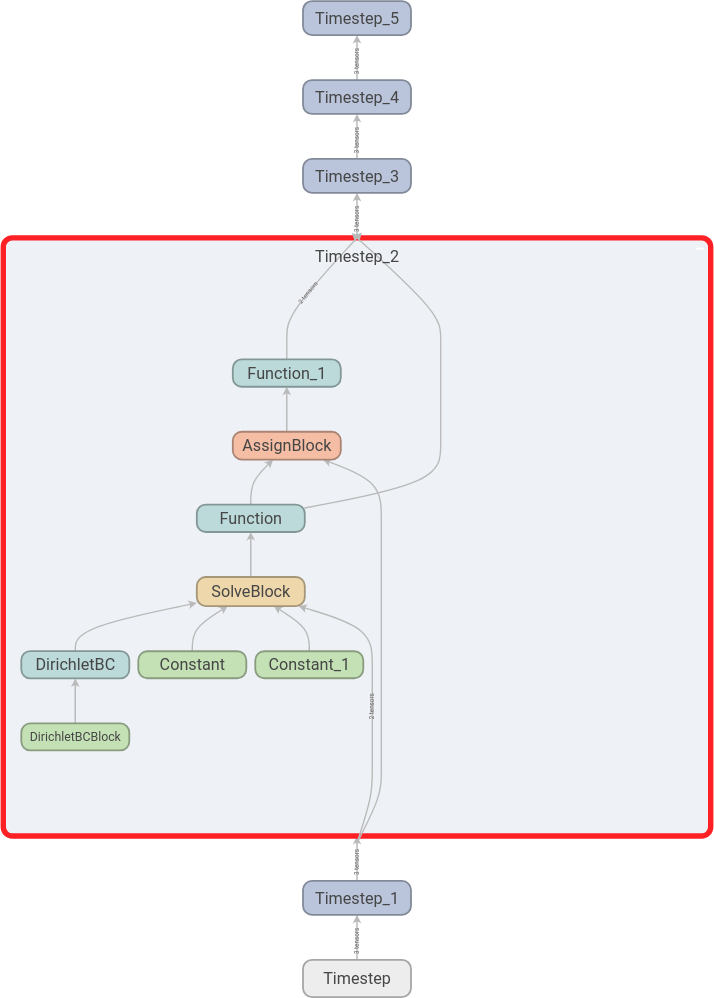 Timestep_5
3 tensors
Timestep_4
3 tensors
Timestep_3
3 tensors
Timestep_2
2 tensors
Function_1
AssignBlock
Function
SolveBlock
DirichletBC
Constant
Constant_1
2 tensors
DirichletBCBlock
3 tensors
Timestep_1
3 tensors
Timestep